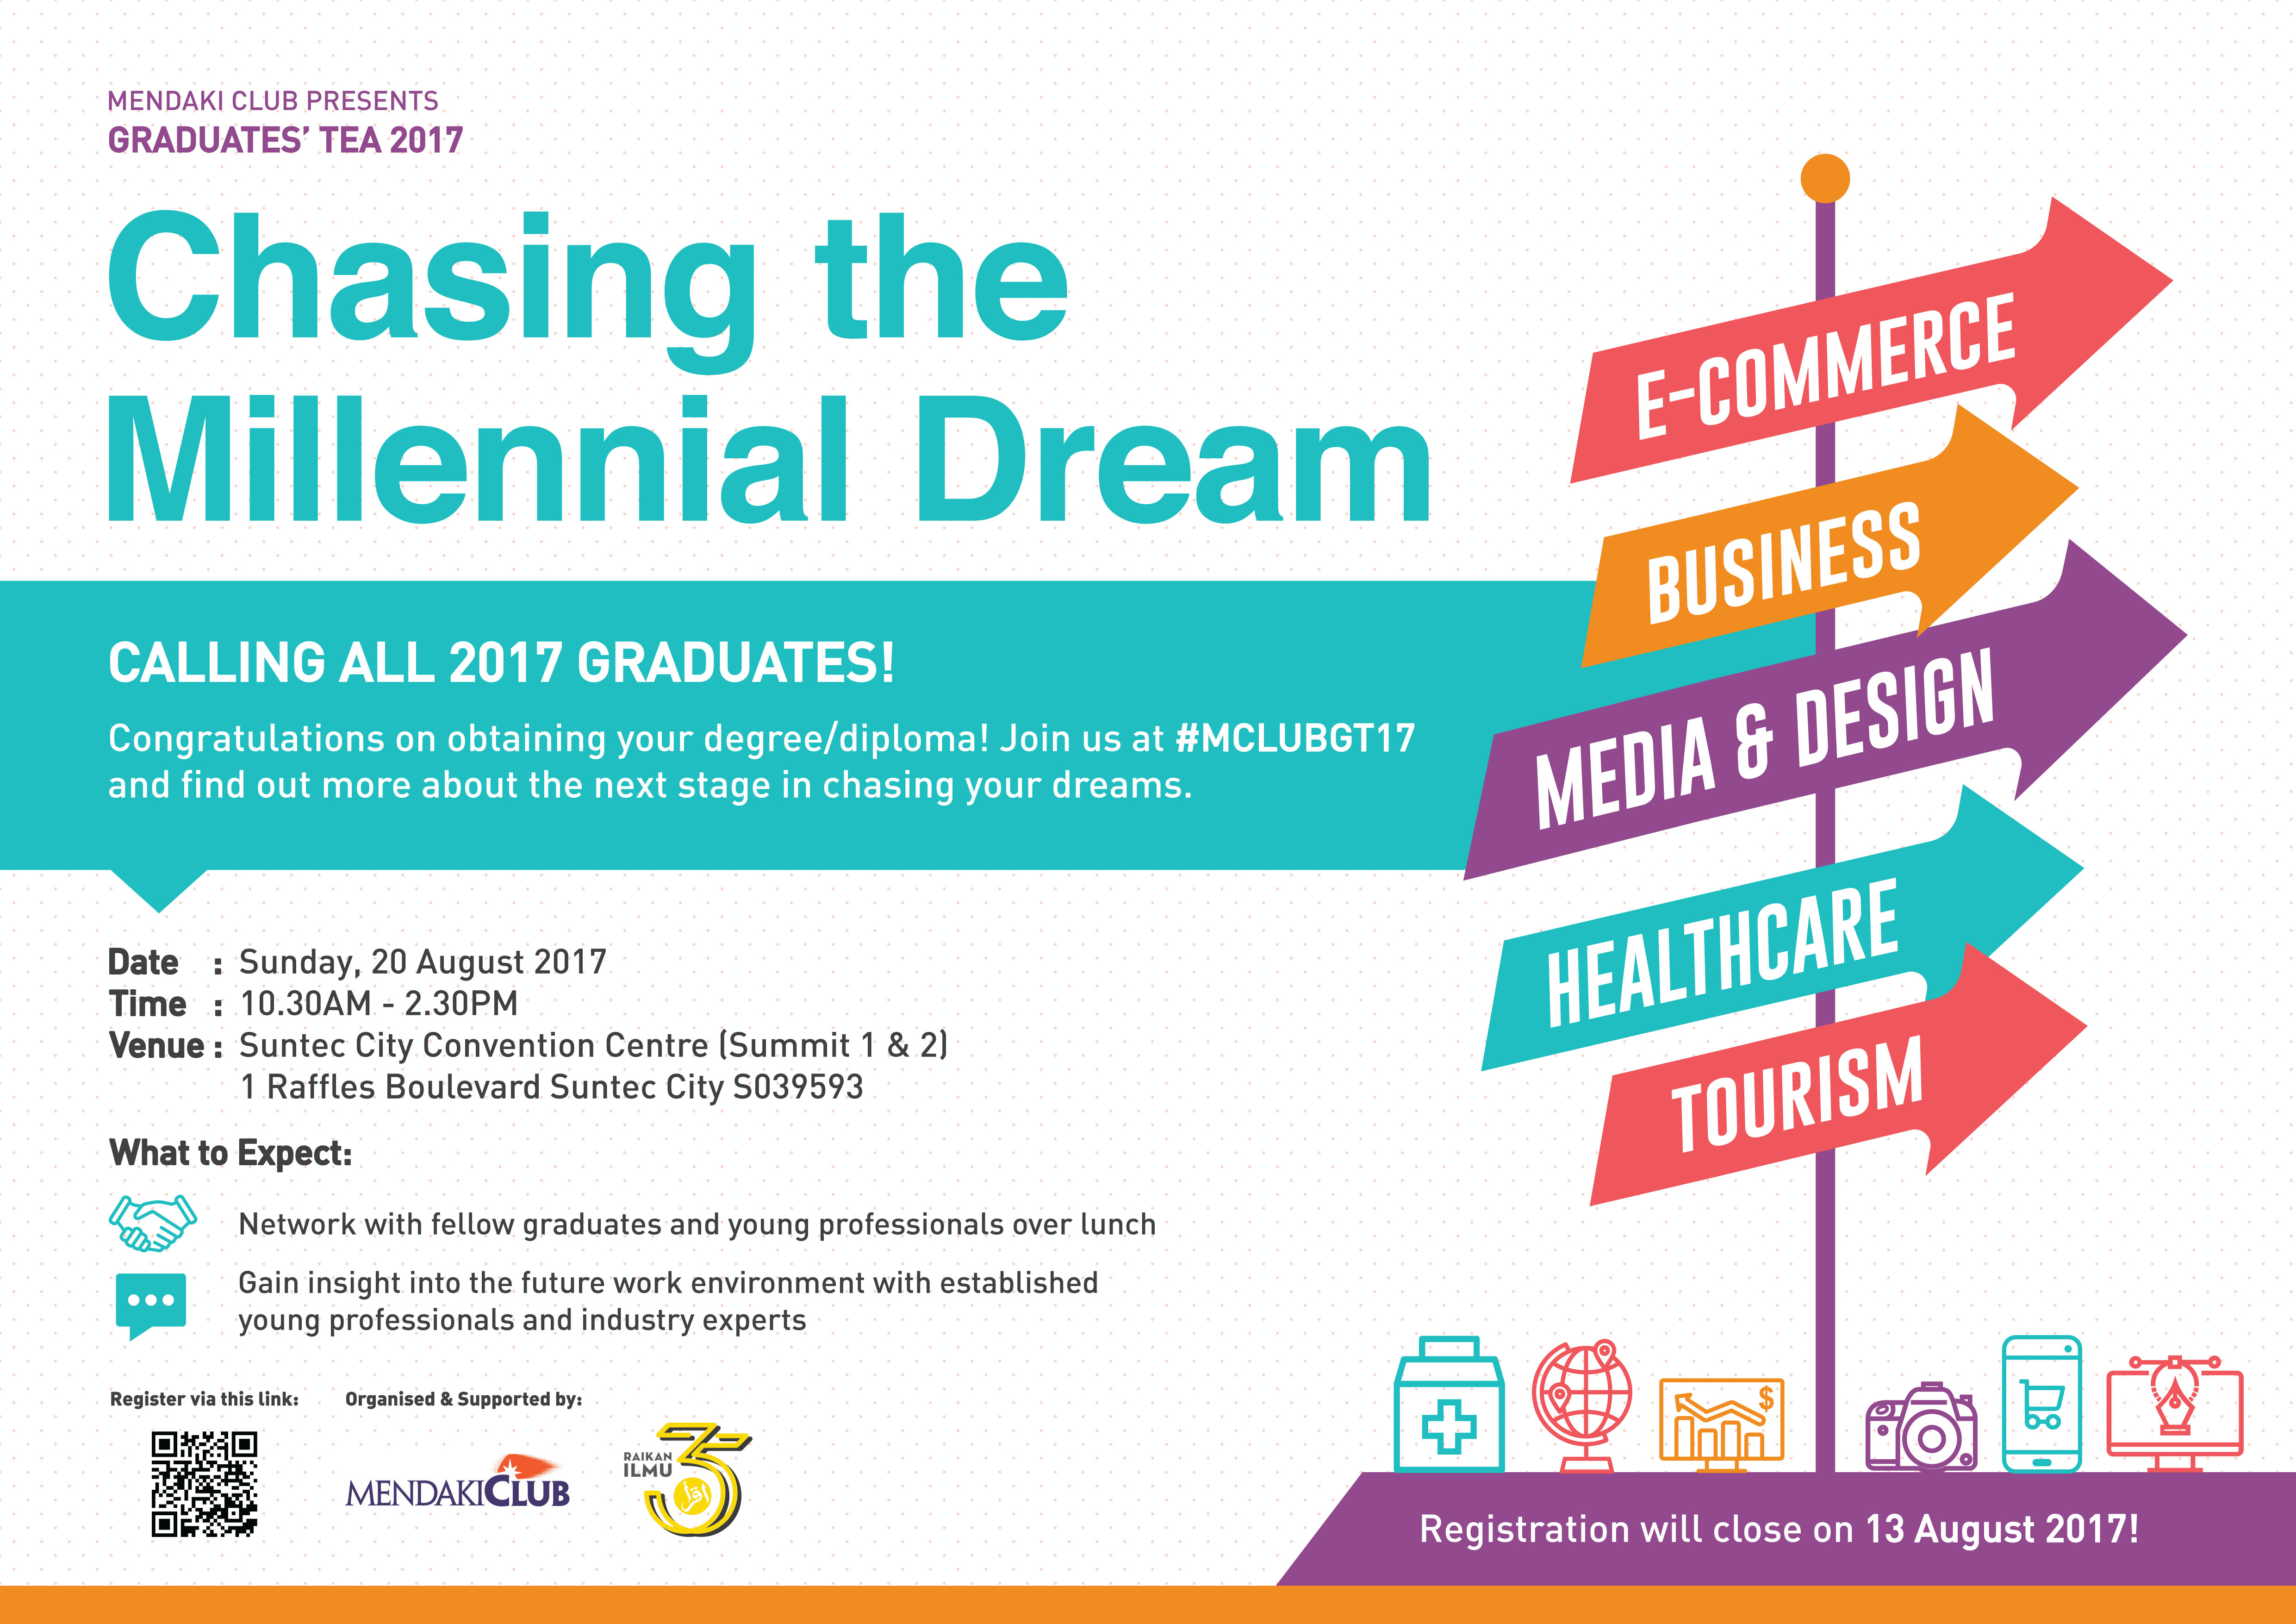 MENDAKI CLUB PRESENTS
GRADUATES' TEA 2017
Chasing the
Millennial Dream
CALLING ALL 2017 GRADUATES!
Congratulations on obtaining your degree/diploma! Join us at #MCLUBGT17
and find out more about the next stage in chasing your dreams.
Date : Sunday, 20 August 2017
Time : 10.30AM - 2.30PM
Venue : Suntec City Convention Centre (Summit 1 & 2)
1 Raffles Boulevard Suntec City S039593
What to Expect:
Network with fellow graduates and young professionals over lunch
Gain insight into the future work environment with established
young professionals and industry experts
Register via this link:
Organised & Supported by:
MENDAKICLUB
RAIKAN
ILMU
35
اقرأ
E-COMMERCE
BUSINESS
MEDIA & DESIGN
HEALTHCARE
TOURISM
$
Registration will close on 13 August 2017!